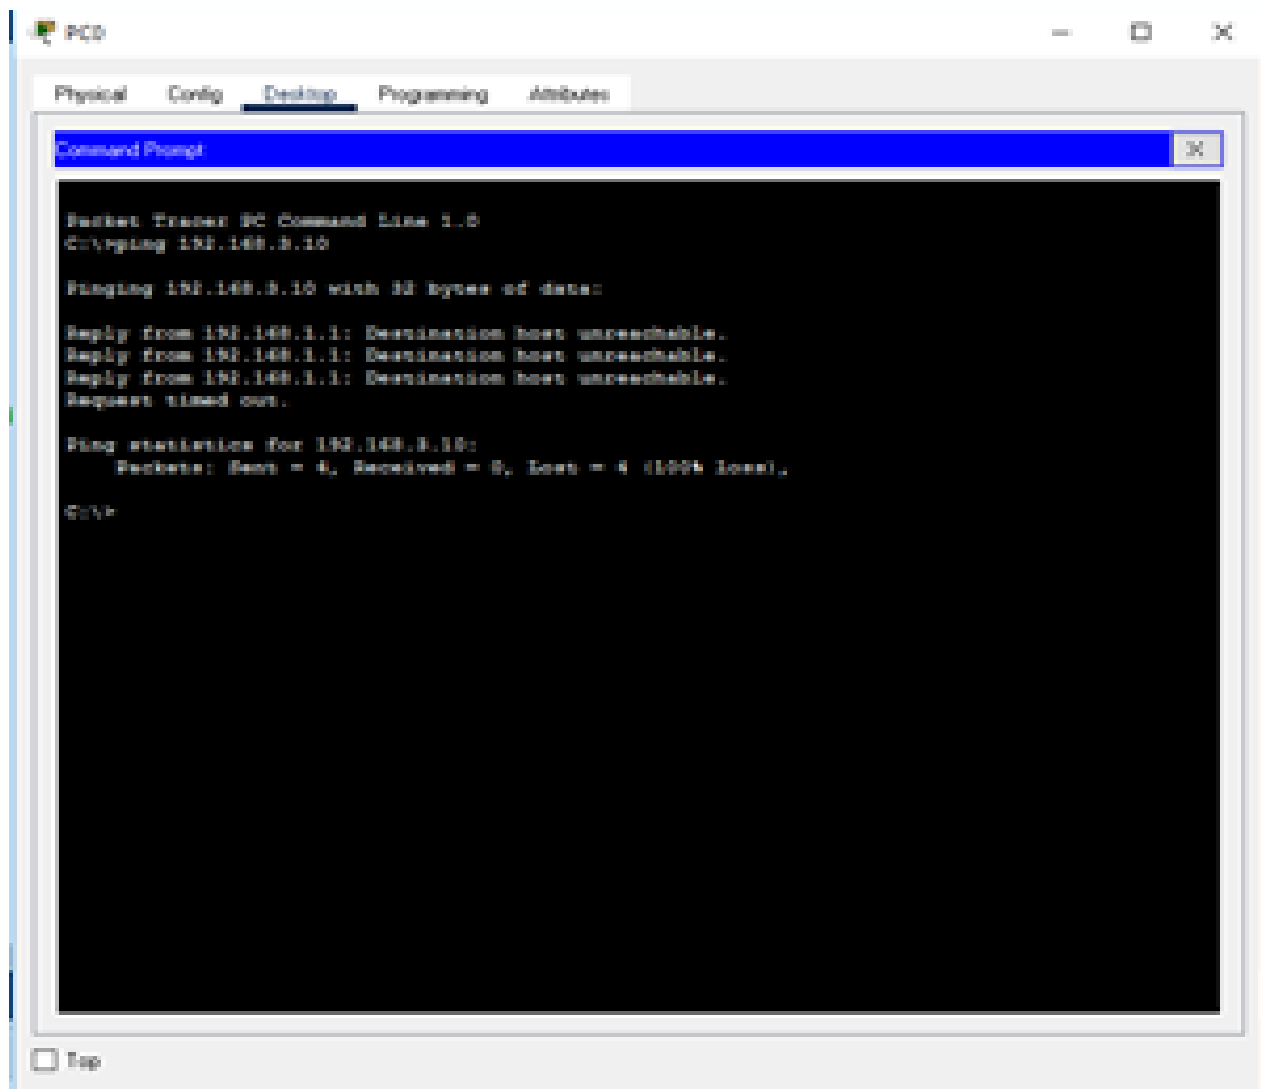 PC0
Physical Config Desktop Programming Attributes
Command Prompt
X
Packet Tracer PC Command Line 1.0
C:\>ping 192.168.3.10
Pinging 192.168.3.10 with 32 bytes of data:
Reply from 192.168.1.1: Destination host unreachable.
Reply from 192.168.1.1: Destination host unreachable.
Reply from 192.168.1.1: Destination host unreachable.
Request timed out.
Ping statistics for 192.168.3.10:
Packets: Sent = 4, Received = 0, Lost = 4 (100% loss),
C:\>
Top